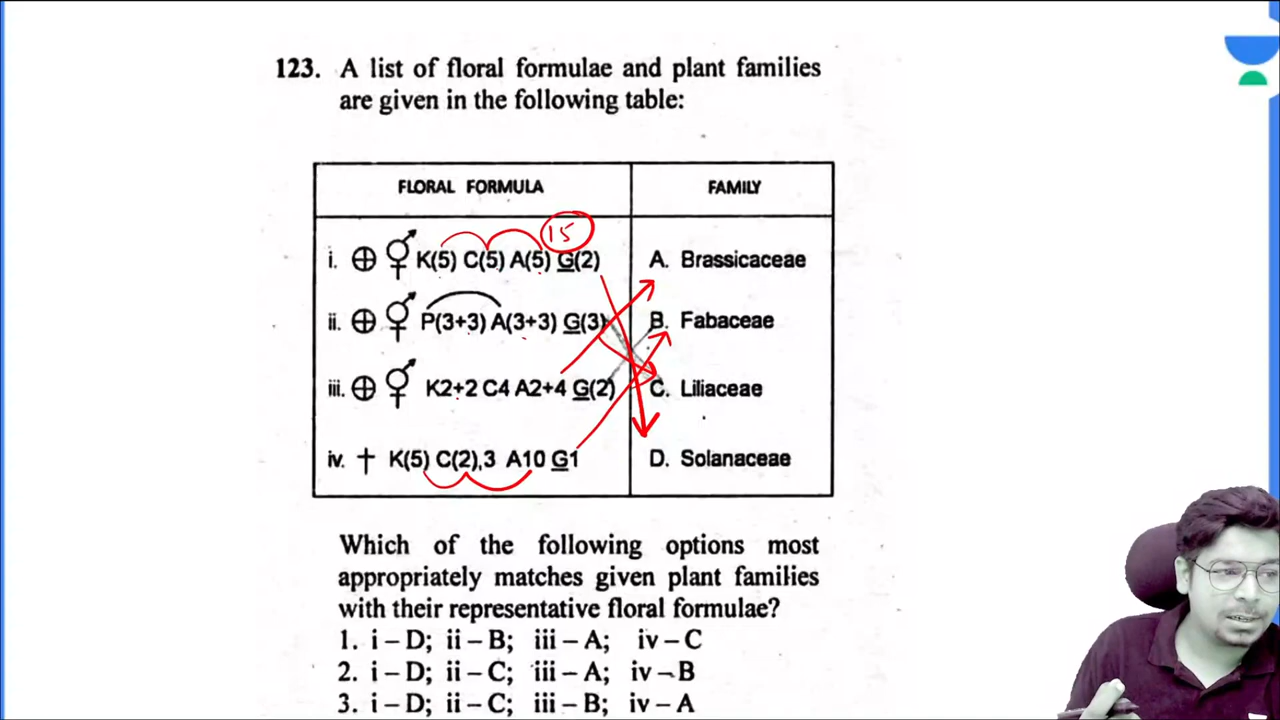 123. A list of floral formulae and plant families
are given in the following table:
FLORAL FORMULA FAMILY
15
i. ⊕ ⚥ K(5) C(5) A(5) G(2) A. Brassicaceae
ii. ⊕ ⚥ P(3+3) A(3+3) G(3) B. Fabaceae
iii. ⊕ ⚥ K2+2 C4 A2+4 G(2) C. Liliaceae
iv. † K(5) C(2),3 A10 G1 D. Solanaceae
Which of the following options most
appropriately matches given plant families
with their representative floral formulae?
1. i – D; ii – B; iii – A; iv – C
2. i – D; ii – C; iii – A; iv – B
3. i – D; ii – C; iii – B; iv – A